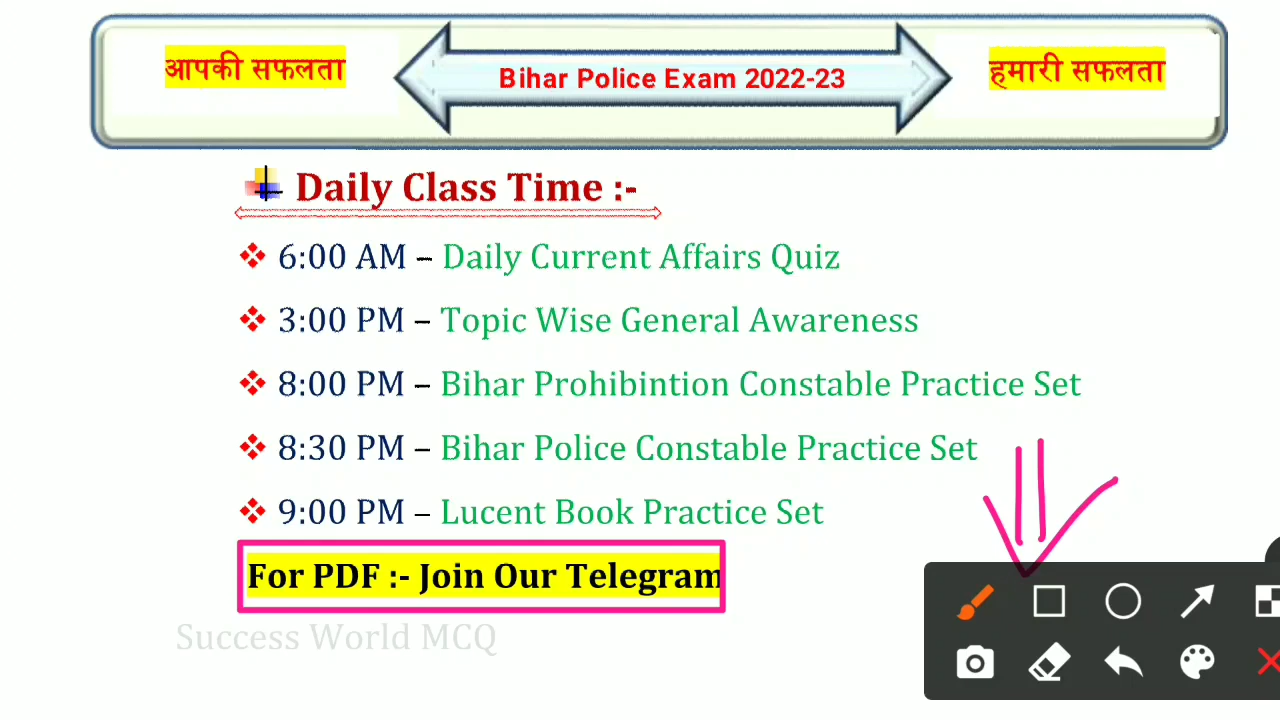 आपकी सफलता
Bihar Police Exam 2022-23
हमारी सफलता
Daily Class Time :-
6:00 AM – Daily Current Affairs Quiz
3:00 PM – Topic Wise General Awareness
8:00 PM – Bihar Prohibintion Constable Practice Set
8:30 PM – Bihar Police Constable Practice Set
9:00 PM – Lucent Book Practice Set
For PDF :- Join Our Telegram
Success World MCQ